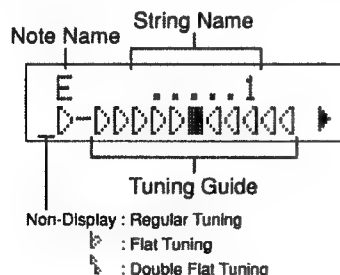 String Name
Note Name
E . . . . . 1
Tuning Guide
Non-Display : Regular Tuning
: Flat Tuning
: Double Flat Tuning